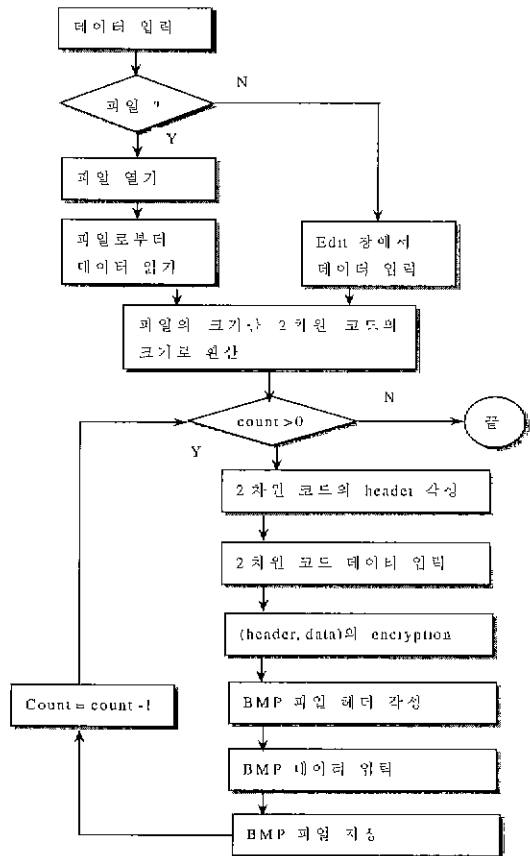 데이터 입력
N
파일 ?
Y
파일 열기
파일로부터
데이터 읽기
Edit 창에서
데이터 입력
파일의 크기를 2차원 코드의
크기로 환산
count >0
N
끝
Y
2차원 코드의 header 작성
2차원 코드 데이터 입력
(header, data)의 encryption
Count = count -1
BMP 파일 헤더 작성
BMP 데이터 입력
BMP 파일 저장